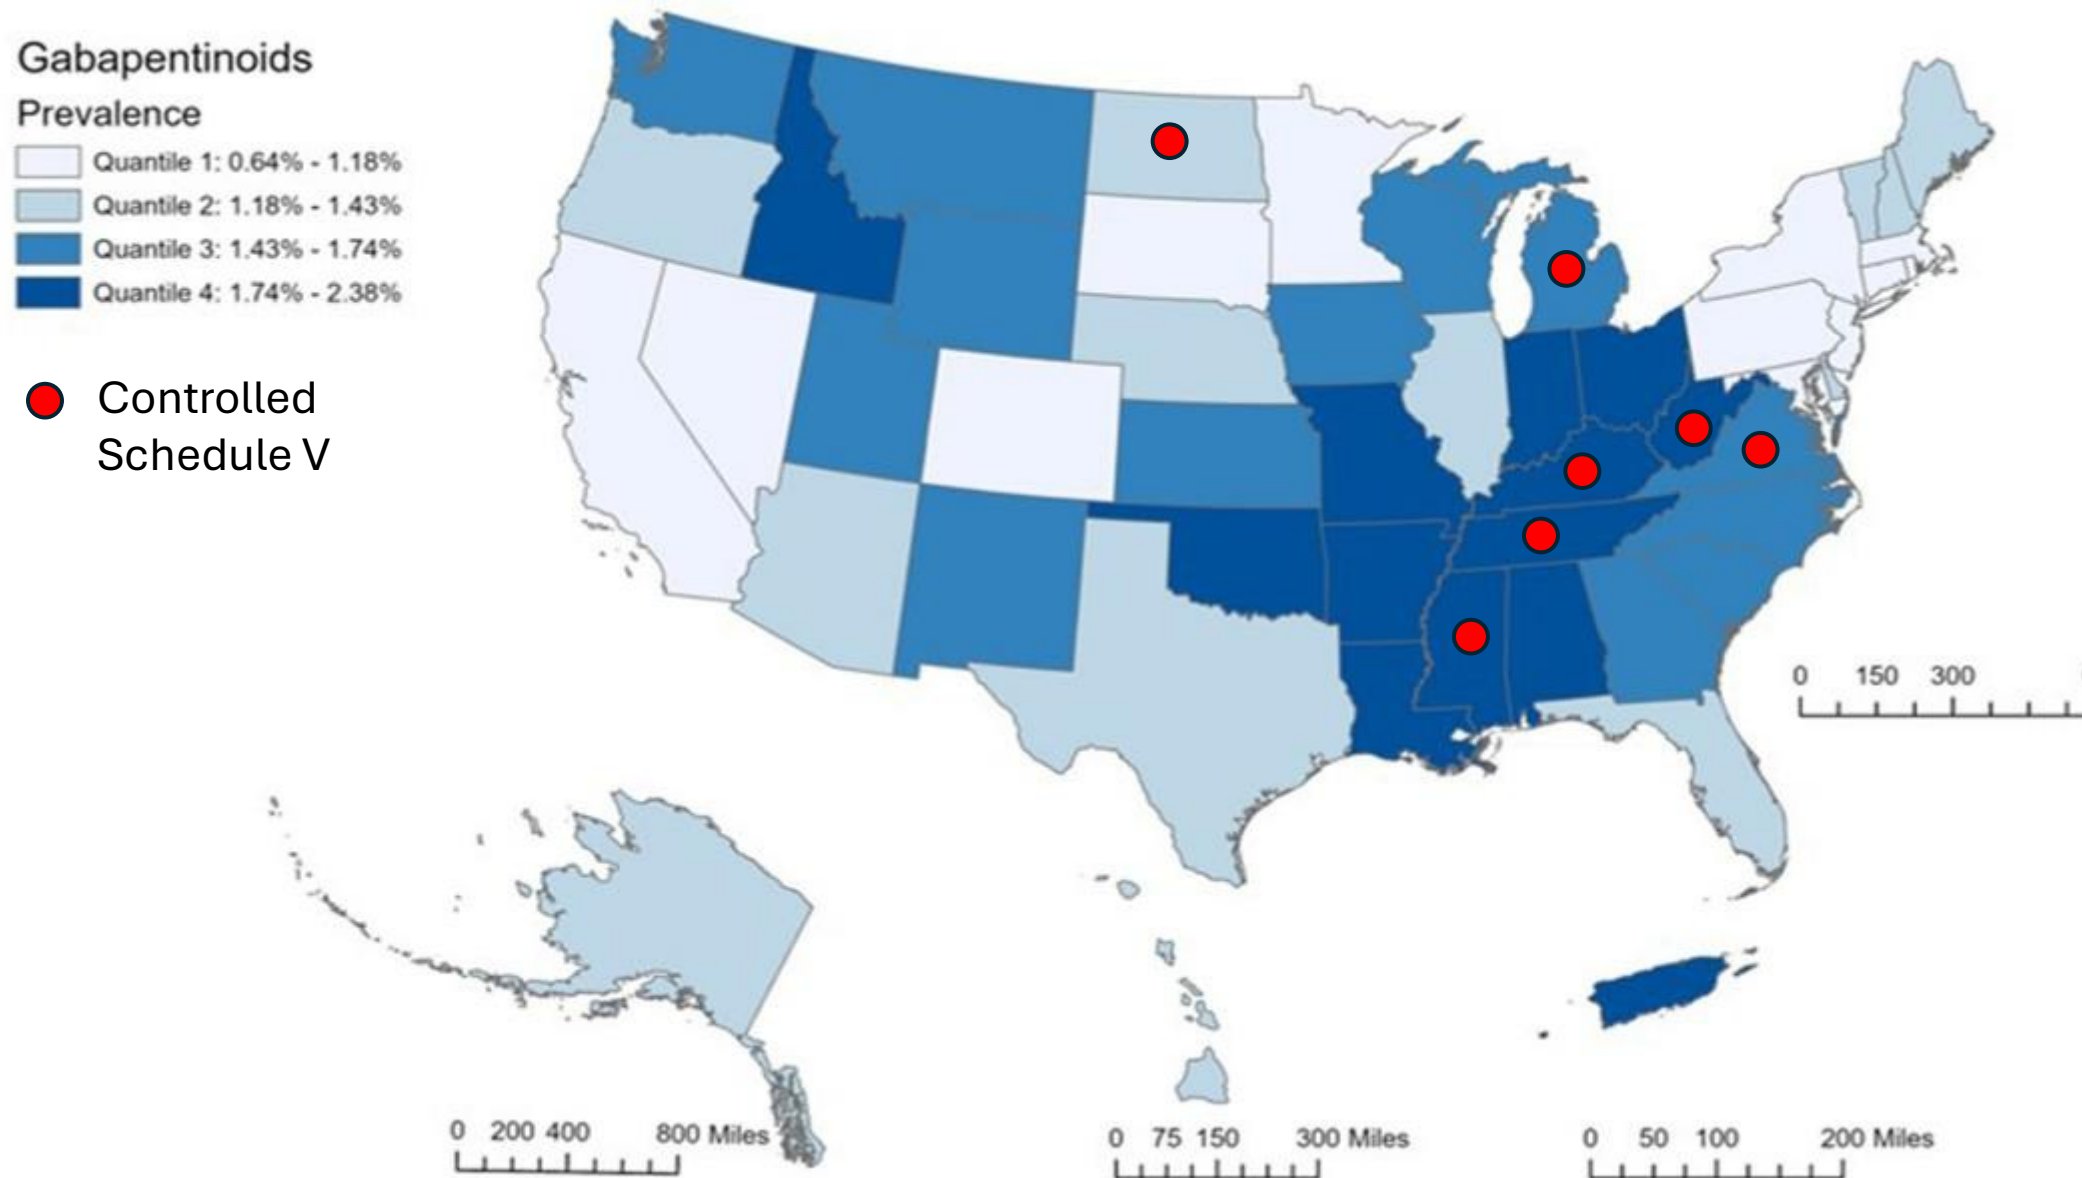 Gabapentinoids
Prevalence
Quantile 1: 0.64% - 1.18%
Quantile 2: 1.18% - 1.43%
Quantile 3: 1.43% - 1.74%
Quantile 4: 1.74% - 2.38%
Controlled
Schedule V
0 150 300
0 200 400 800 Miles
0 75 150 300 Miles
0 50 100 200 Miles